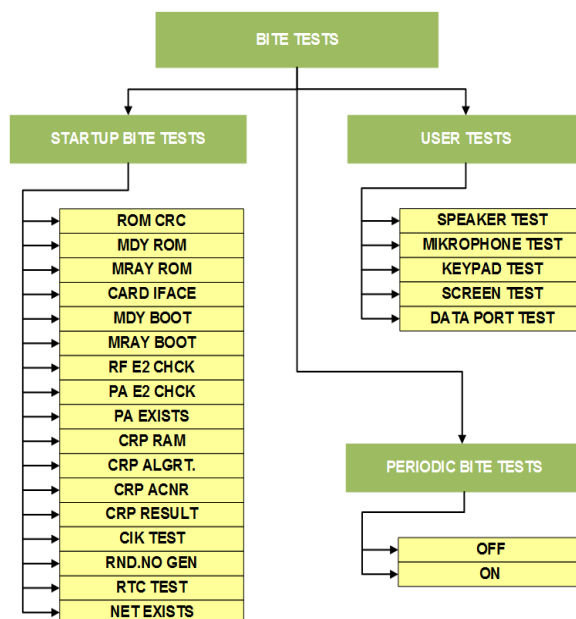 BITE TESTS
STARTUP BITE TESTS
ROM CRC
MDY ROM
MRAY ROM
CARD IFACE
MDY BOOT
MRAY BOOT
RF E2 CHCK
PA E2 CHCK
PA EXISTS
CRP RAM
CRP ALGRT.
CRP ACNR
CRP RESULT
CIK TEST
RND.NO GEN
RTC TEST
NET EXISTS
USER TESTS
SPEAKER TEST
MIKROPHONE TEST
KEYPAD TEST
SCREEN TEST
DATA PORT TEST
PERIODIC BITE TESTS
OFF
ON